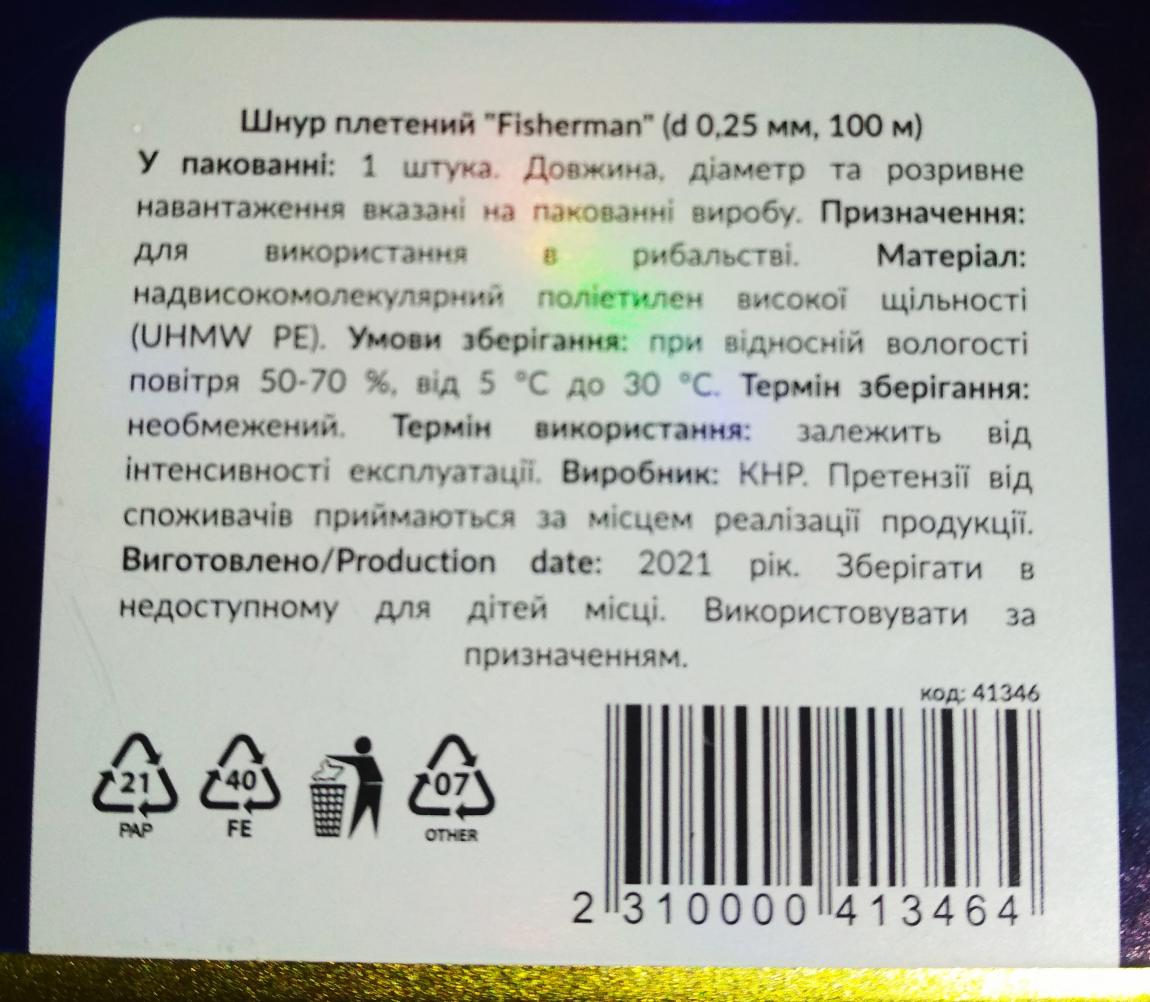 Шнур плетений "Fisherman" (d 0,25 мм, 100 м)
У пакованні: 1 штука. Довжина, діаметр та розривне
навантаження вказані на пакованні виробу. Призначення:
для використання в рибальстві. Матеріал:
надвисокомолекулярний поліетилен високої щільності
(UHMW PE). Умови зберігання: при відносній вологості
повітря 50-70 %, від 5 °C до 30 °C. Термін зберігання:
необмежений. Термін використання: залежить від
інтенсивності експлуатації. Виробник: КНР. Претензії від
споживачів приймаються за місцем реалізації продукції.
Виготовлено/Production date: 2021 рік. Зберігати в
недоступному для дітей місці. Використовувати за
призначенням.
код: 41346
21 40 07
PAP FE OTHER
2 310000 413464